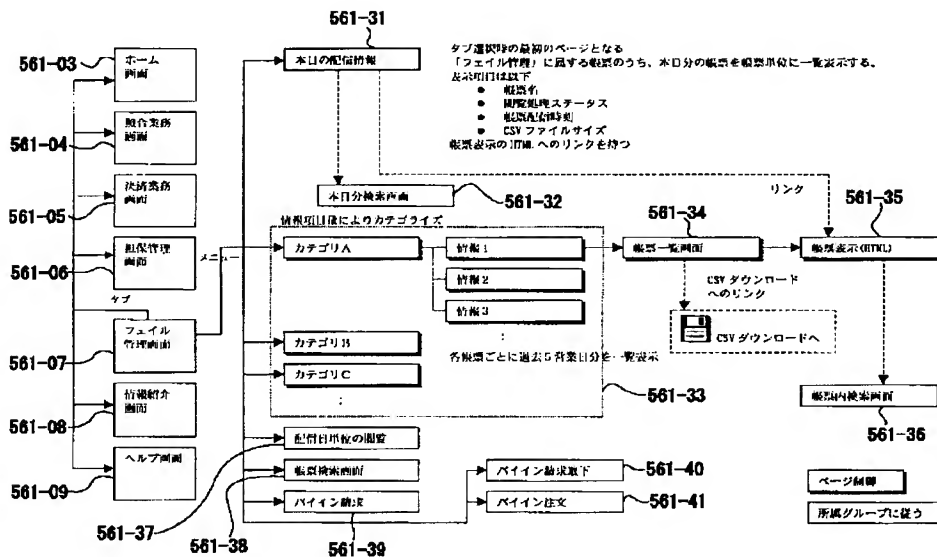 561-31
561-03
ホーム
画面
本日の配信情報
タブ選択時の最初のページとなる
「フェイル管理」に属する帳票のうち、本日分の帳票を帳票単位に一覧表示する。
表示項目は以下
● 帳票名
● 閲覧処理ステータス
● 帳票配信時刻
● CSV ファイルサイズ
帳票表示の HTML へのリンクを持つ
561-04
照合業務
画面
561-05
決済業務
画面
本日分検索画面
561-32
リンク
561-35
561-34
561-06
担保管理
画面
メニュー
情報項目後によりカテゴライズ
カテゴリA
情報1
帳票一覧画面
帳票表示(HTML)
情報2
CSV ダウンロード
へのリンク
情報3
タブ
561-07
フェイル
管理画面
カテゴリB
CSV ダウンロードへ
各帳票ごとに過去5営業日分を一覧表示
カテゴリC
561-33
561-08
情報紹介
画面
帳票内検索画面
561-36
配信日単位の閲覧
561-09
ヘルプ画面
帳票検索画面
バイイン請求取下
561-40
ページ制御
561-37
バイイン請求
バイイン注文
561-41
561-38
561-39
所属グループに従う